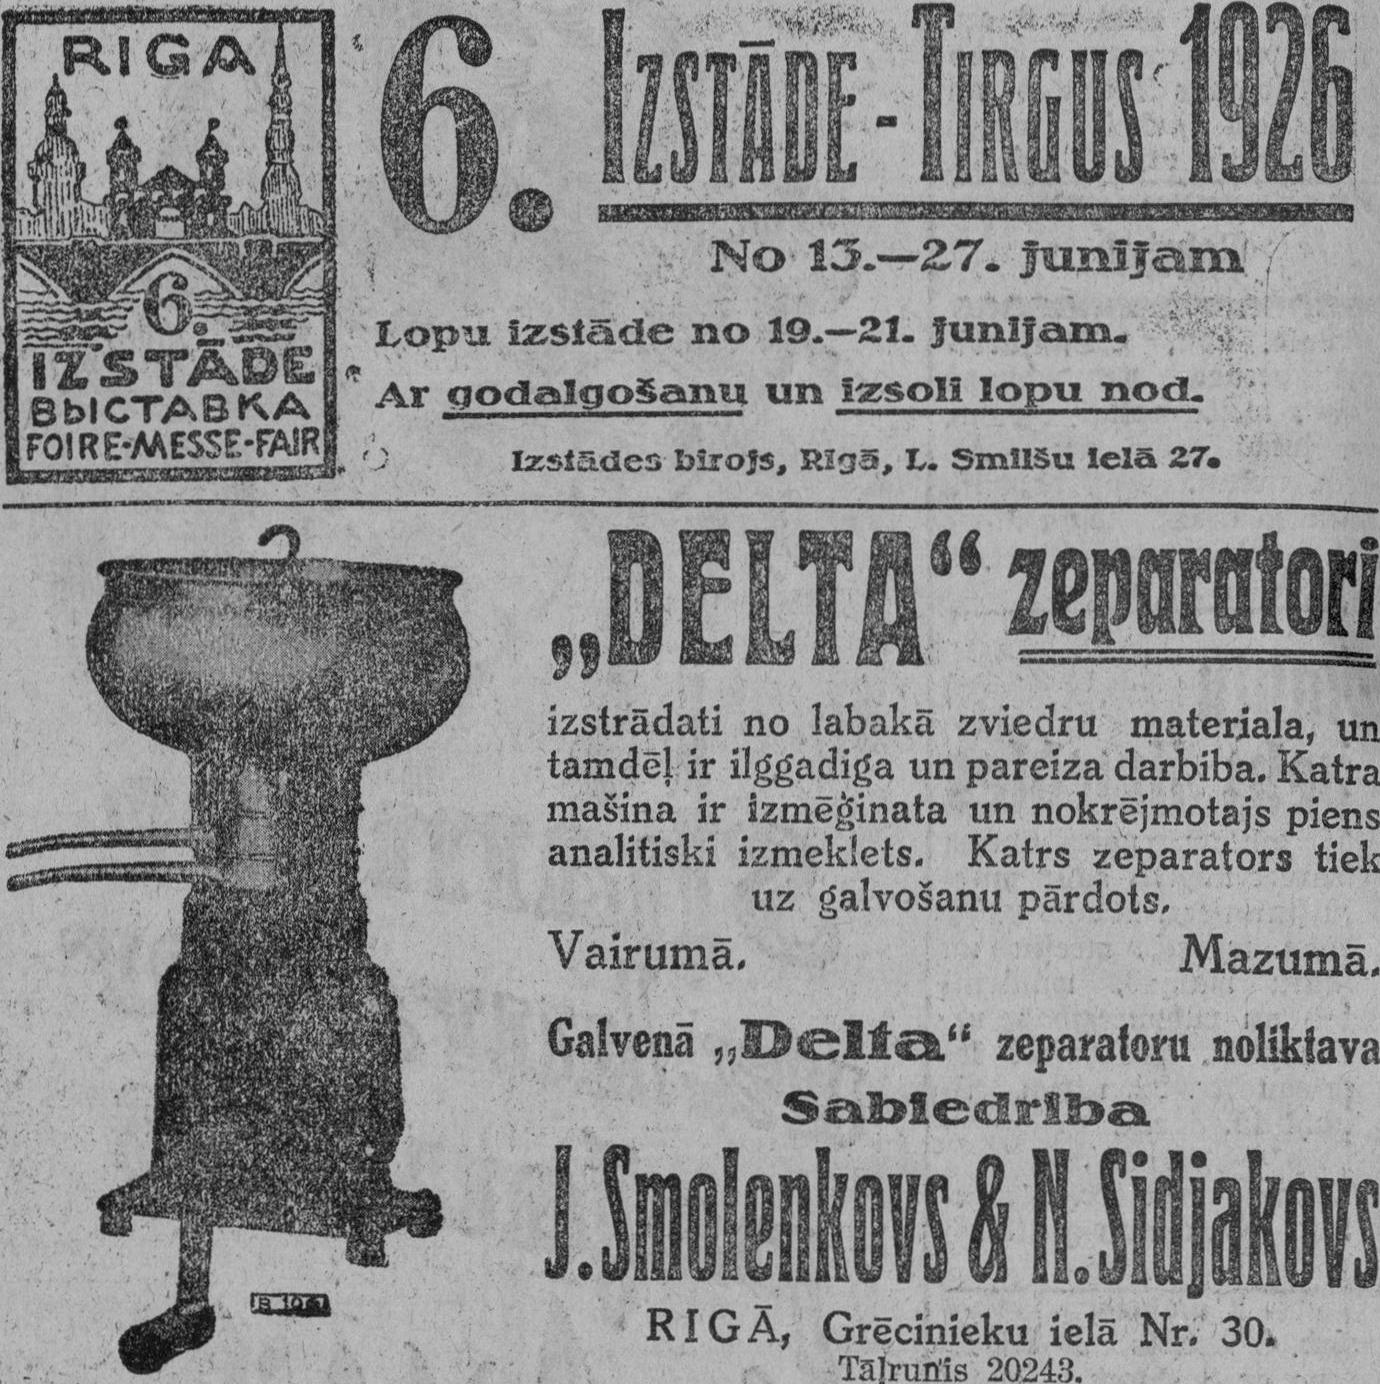 RIGA
6.
IZSTĀDE
ВЫСТАВКА
FOIRE-MESSE-FAIR
6. IZSTĀDE - TIRGUS 1926
No 13.—27. junijam
Lopu izstāde no 19.—21. junijam.
Ar godalgošanu un izsoli lopu nod.
Izstādes birojs, Rīgā, L. Smilšu ielā 27.
„DELTA“ zeparatori
izstrādati no labakā zviedru materiala, un
tamdēļ ir ilggadiga un pareiza darbiba. Katra
mašina ir izmēģinata un nokrējmotajs piens
analitiski izmeklets. Katrs zeparators tiek
uz galvošanu pārdots.
Vairumā. Mazumā.
Galvenā „Delta“ zeparatoru noliktava
Sabiedriba
J. Smolenkovs & N. Sidjakovs
RIGĀ, Grēcinieku ielā Nr. 30.
Tālrunis 20243.